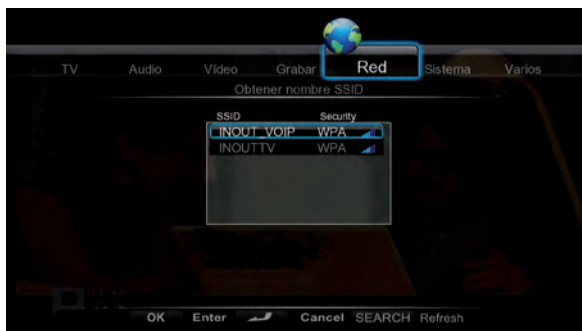 TV Audio Vídeo Grabar Red Sistema Varios
Obtener nombre SSID
SSID Security
INOUT_VOIP WPA
INOUTTV WPA
OK Enter Cancel SEARCH Refresh